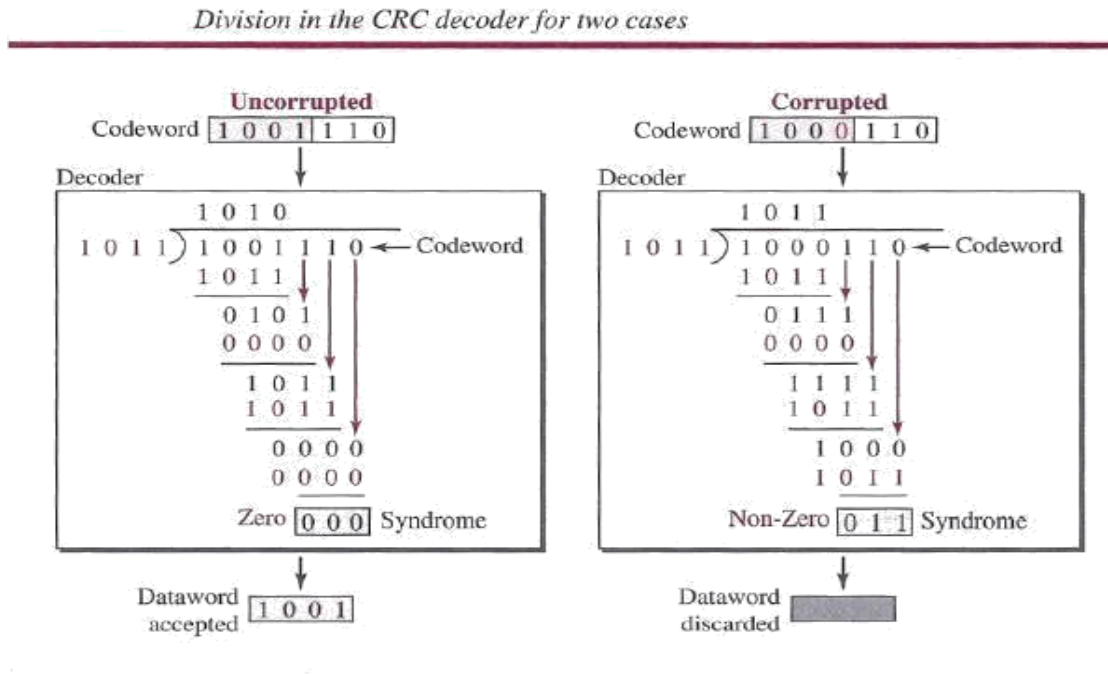 Division in the CRC decoder for two cases
Uncorrupted
Codeword 1 0 0 1 1 1 0
Decoder
1 0 1 0
1 0 1 1 ) 1 0 0 1 1 1 0 Codeword
1 0 1 1
0 1 0 1
0 0 0 0
1 0 1 1
1 0 1 1
0 0 0 0
0 0 0 0
Zero 0 0 0 Syndrome
Dataword
accepted 1 0 0 1
Corrupted
Codeword 1 0 0 0 1 1 0
Decoder
1 0 1 1
1 0 1 1 ) 1 0 0 0 1 1 0 Codeword
1 0 1 1
0 1 1 1
0 0 0 0
1 1 1 1
1 0 1 1
1 0 0 0
1 0 1 1
Non-Zero 0 1 1 Syndrome
Dataword
discarded